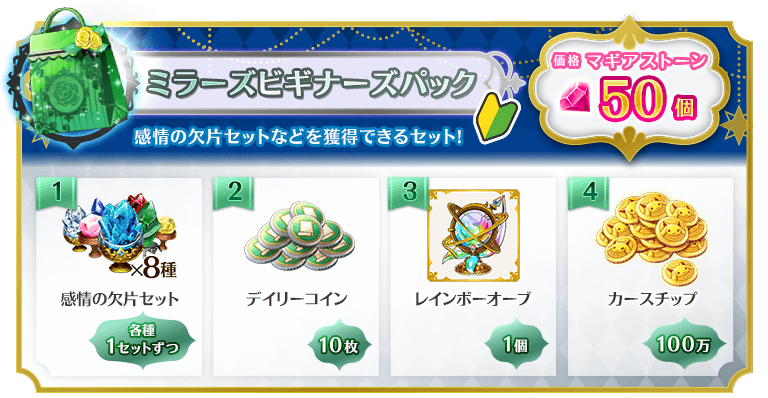 ミラーズビギナーズパック
感情の欠片セットなどを獲得できるセット!
価格 マギアストーン
50個
1
×8種
感情の欠片セット
各種
1セットずつ
2
デイリーコイン
10枚
3
レインボーオーブ
1個
4
カースチップ
100万